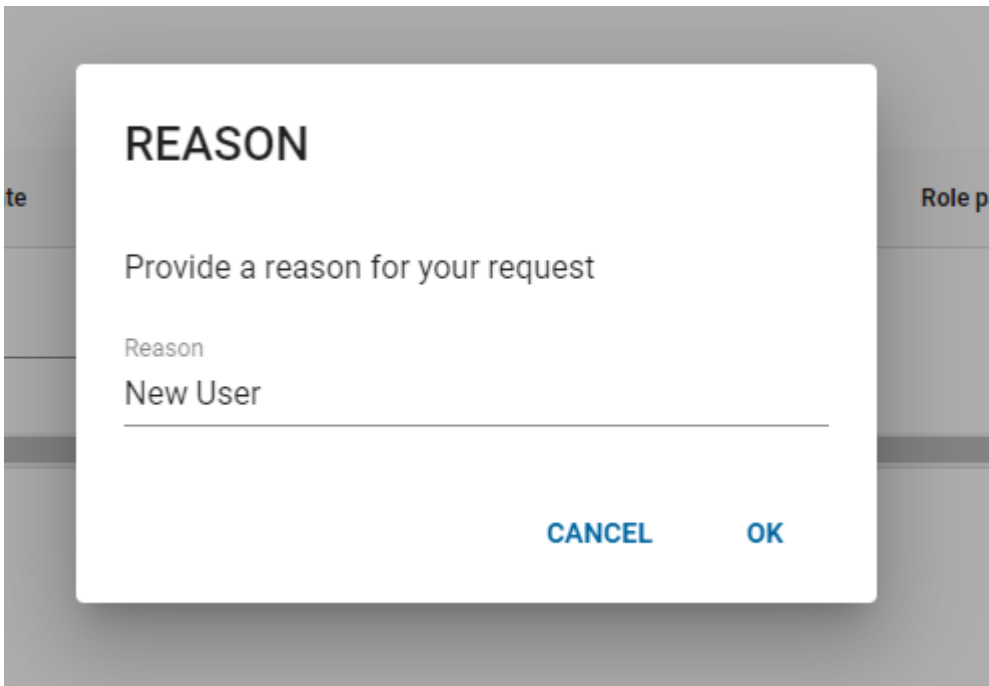 REASON
te
Role p
Provide a reason for your request
Reason
New User
CANCEL
OK